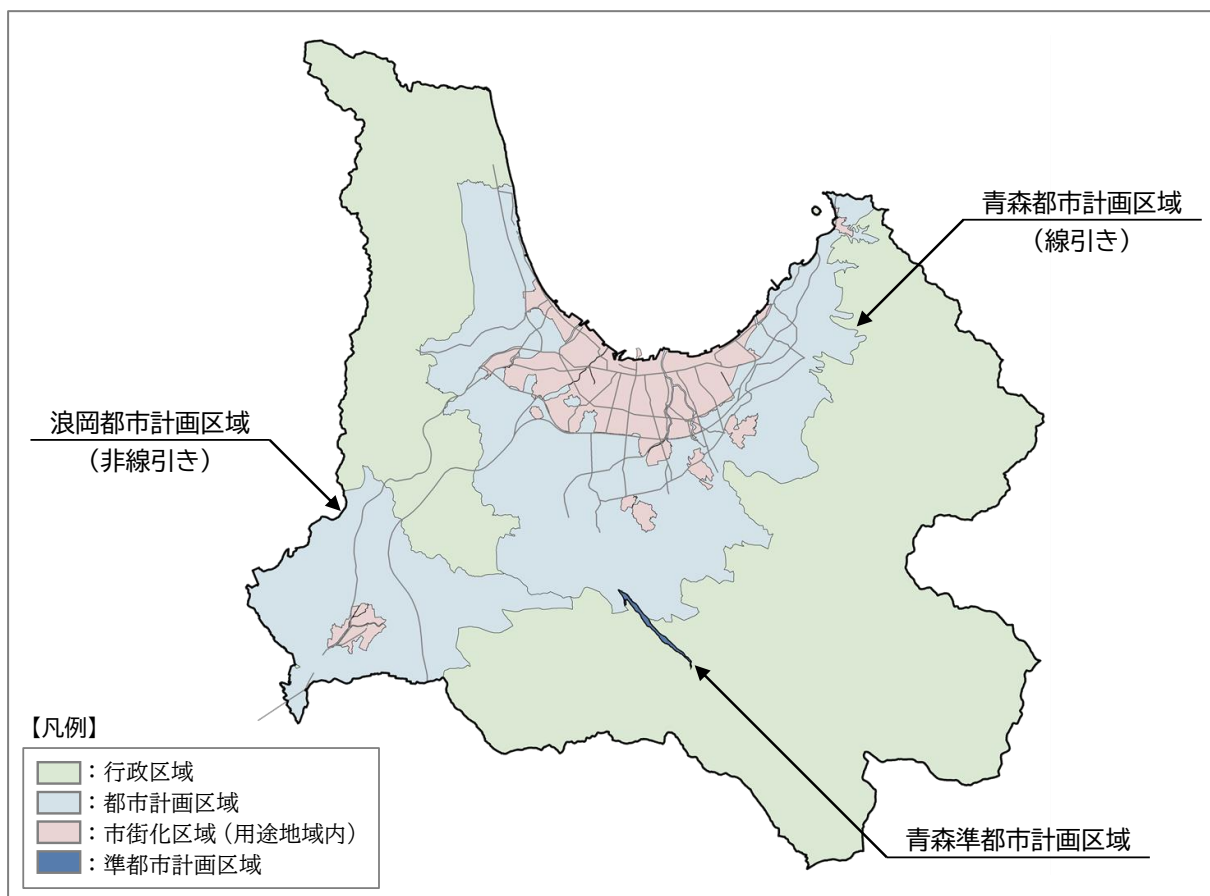 青森都市計画区域
（線引き）
浪岡都市計画区域
（非線引き）
【凡例】
：行政区域
：都市計画区域
：市街化区域（用途地域内）
：準都市計画区域
青森準都市計画区域